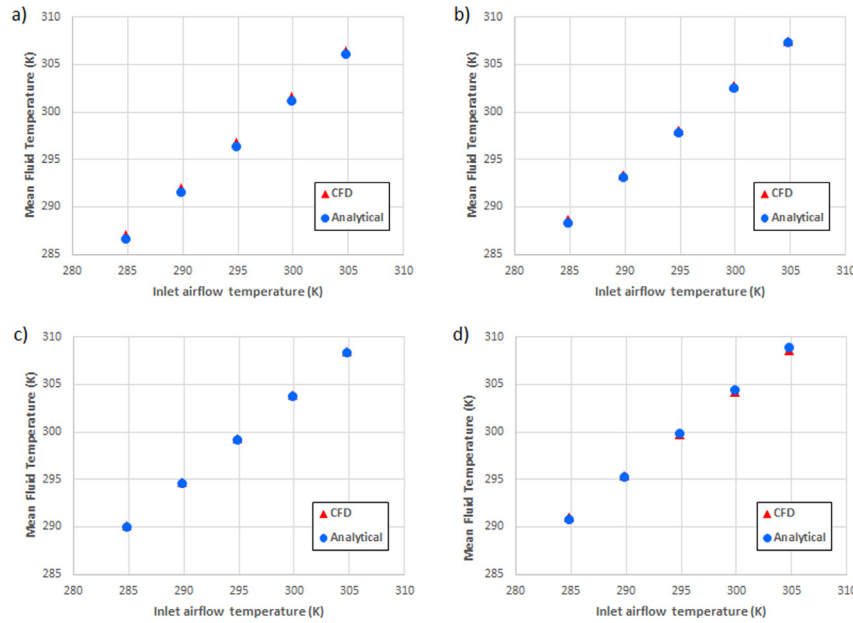 a)
310
305
300
295
290
285
280 285 290 295 300 305 310
Mean Fluid Temperature (K)
Inlet airflow temperature (K)
CFD
Analytical
b)
310
305
300
295
290
285
280 285 290 295 300 305 310
Mean Fluid Temperature (K)
Inlet airflow temperature (K)
CFD
Analytical
c)
310
305
300
295
290
285
280 285 290 295 300 305 310
Mean Fluid Temperature (K)
Inlet airflow temperature (K)
CFD
Analytical
d)
310
305
300
295
290
285
280 285 290 295 300 305 310
Mean Fluid Temperature (K)
Inlet airflow temperature (K)
CFD
Analytical